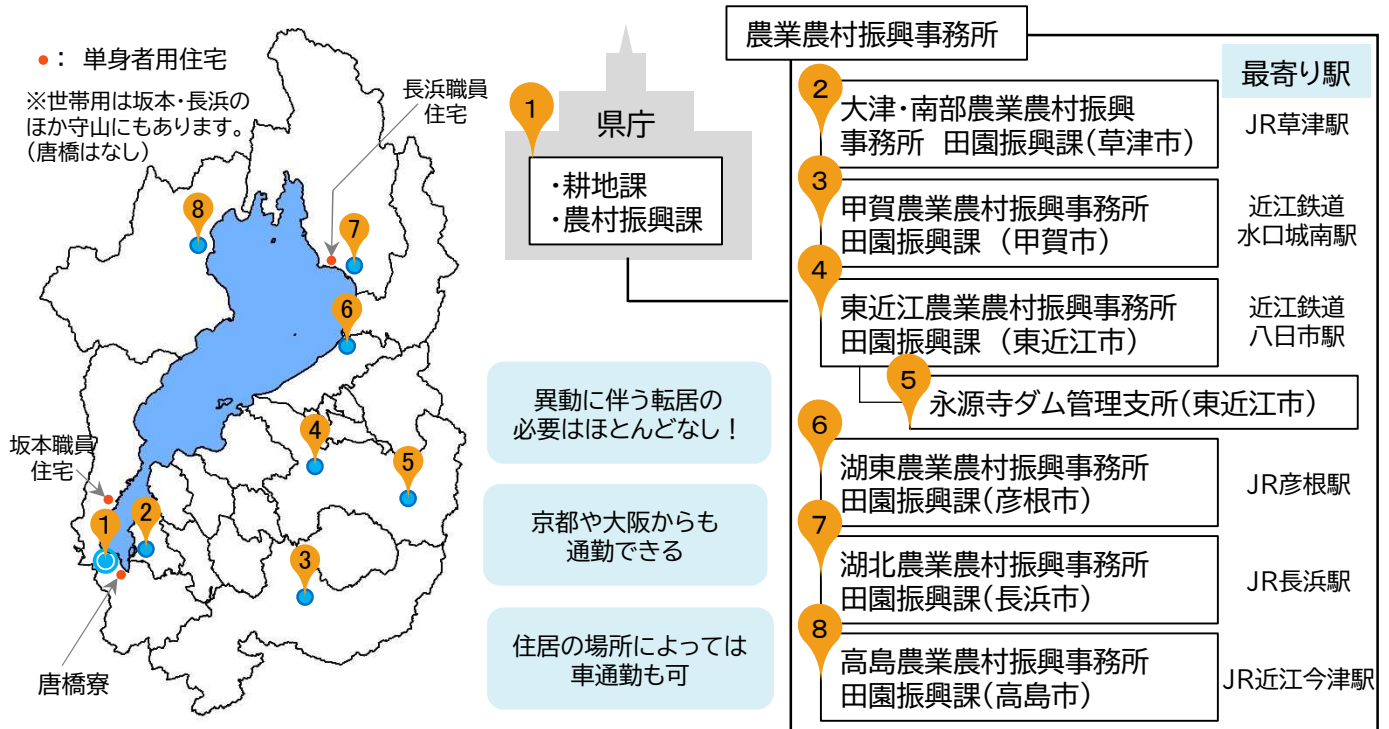 ●： 単身者用住宅
※世帯用は坂本・長浜の
ほか守山にもあります。
（唐橋はなし）
長浜職員
住宅
8
7
6
4
5
坂本職員
住宅
1
2
3
唐橋寮
1
県庁
・耕地課
・農村振興課
異動に伴う転居の
必要はほとんどなし！
京都や大阪からも
通勤できる
住居の場所によっては
車通勤も可
農業農村振興事務所
最寄り駅
2
大津・南部農業農村振興
事務所 田園振興課（草津市）
JR草津駅
3
甲賀農業農村振興事務所
田園振興課 （甲賀市）
近江鉄道
水口城南駅
4
東近江農業農村振興事務所
田園振興課 （東近江市）
近江鉄道
八日市駅
5
永源寺ダム管理支所（東近江市）
6
湖東農業農村振興事務所
田園振興課（彦根市）
JR彦根駅
7
湖北農業農村振興事務所
田園振興課（長浜市）
JR長浜駅
8
高島農業農村振興事務所
田園振興課（高島市）
JR近江今津駅